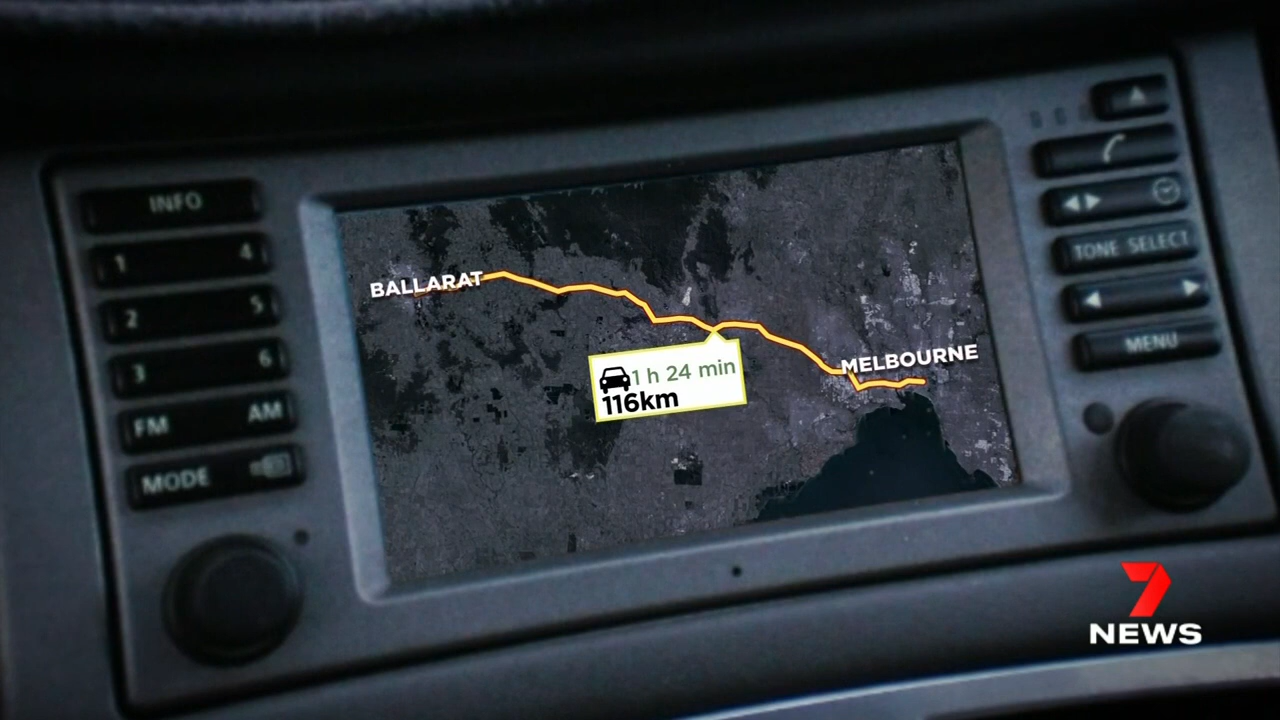 INFO
1 4
2 5
3 6
FM AM
MODE
BALLARAT
1 h 24 min
116km
MELBOURNE
TONE SELECT
MENU
7
NEWS